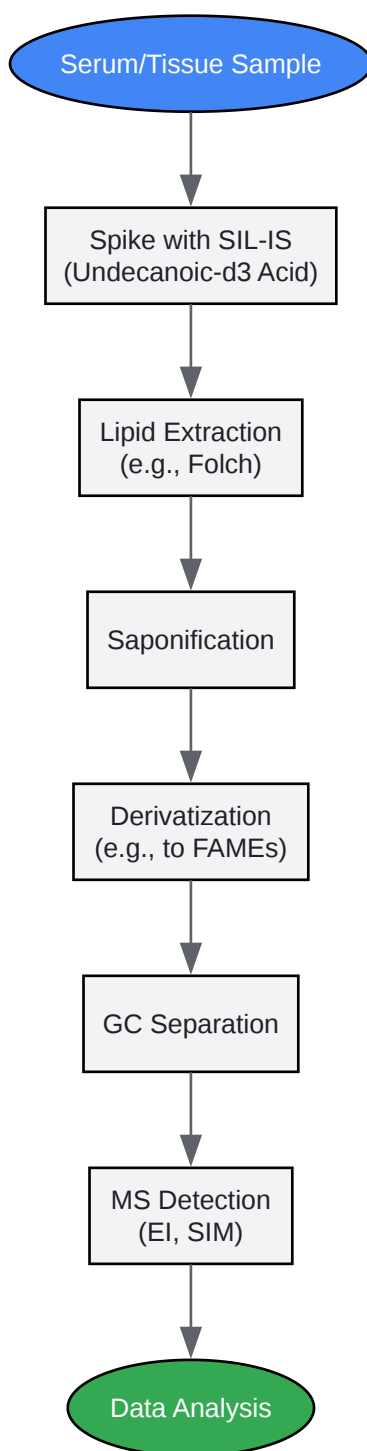 Serum/Tissue Sample
Spike with SIL-IS
(Undecanoic-d3 Acid)
Lipid Extraction
(e.g., Folch)
Saponification
Derivatization
(e.g., to FAMEs)
GC Separation
MS Detection
(EI, SIM)
Data Analysis